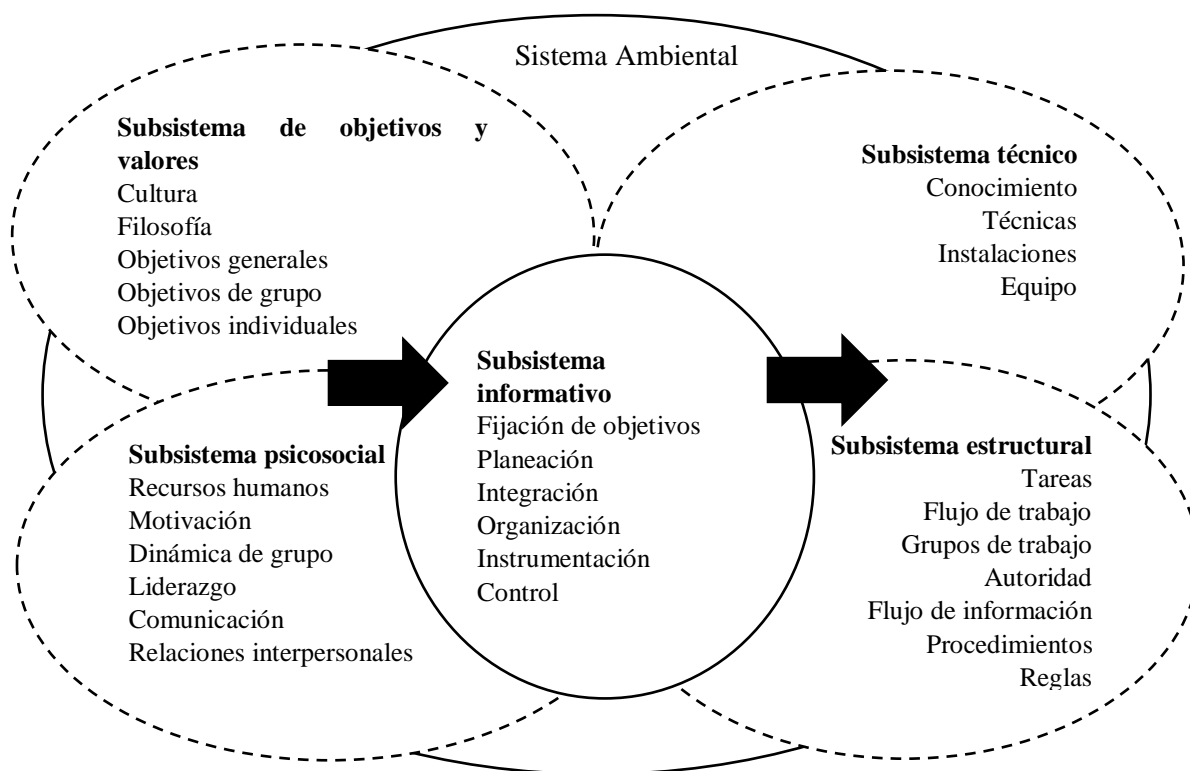 Sistema Ambiental
Subsistema de objetivos y
valores
Cultura
Filosofía
Objetivos generales
Objetivos de grupo
Objetivos individuales
Subsistema técnico
Conocimiento
Técnicas
Instalaciones
Equipo
Subsistema
informativo
Fijación de objetivos
Planeación
Integración
Organización
Instrumentación
Control
Subsistema psicosocial
Recursos humanos
Motivación
Dinámica de grupo
Liderazgo
Comunicación
Relaciones interpersonales
Subsistema estructural
Tareas
Flujo de trabajo
Grupos de trabajo
Autoridad
Flujo de información
Procedimientos
Reglas